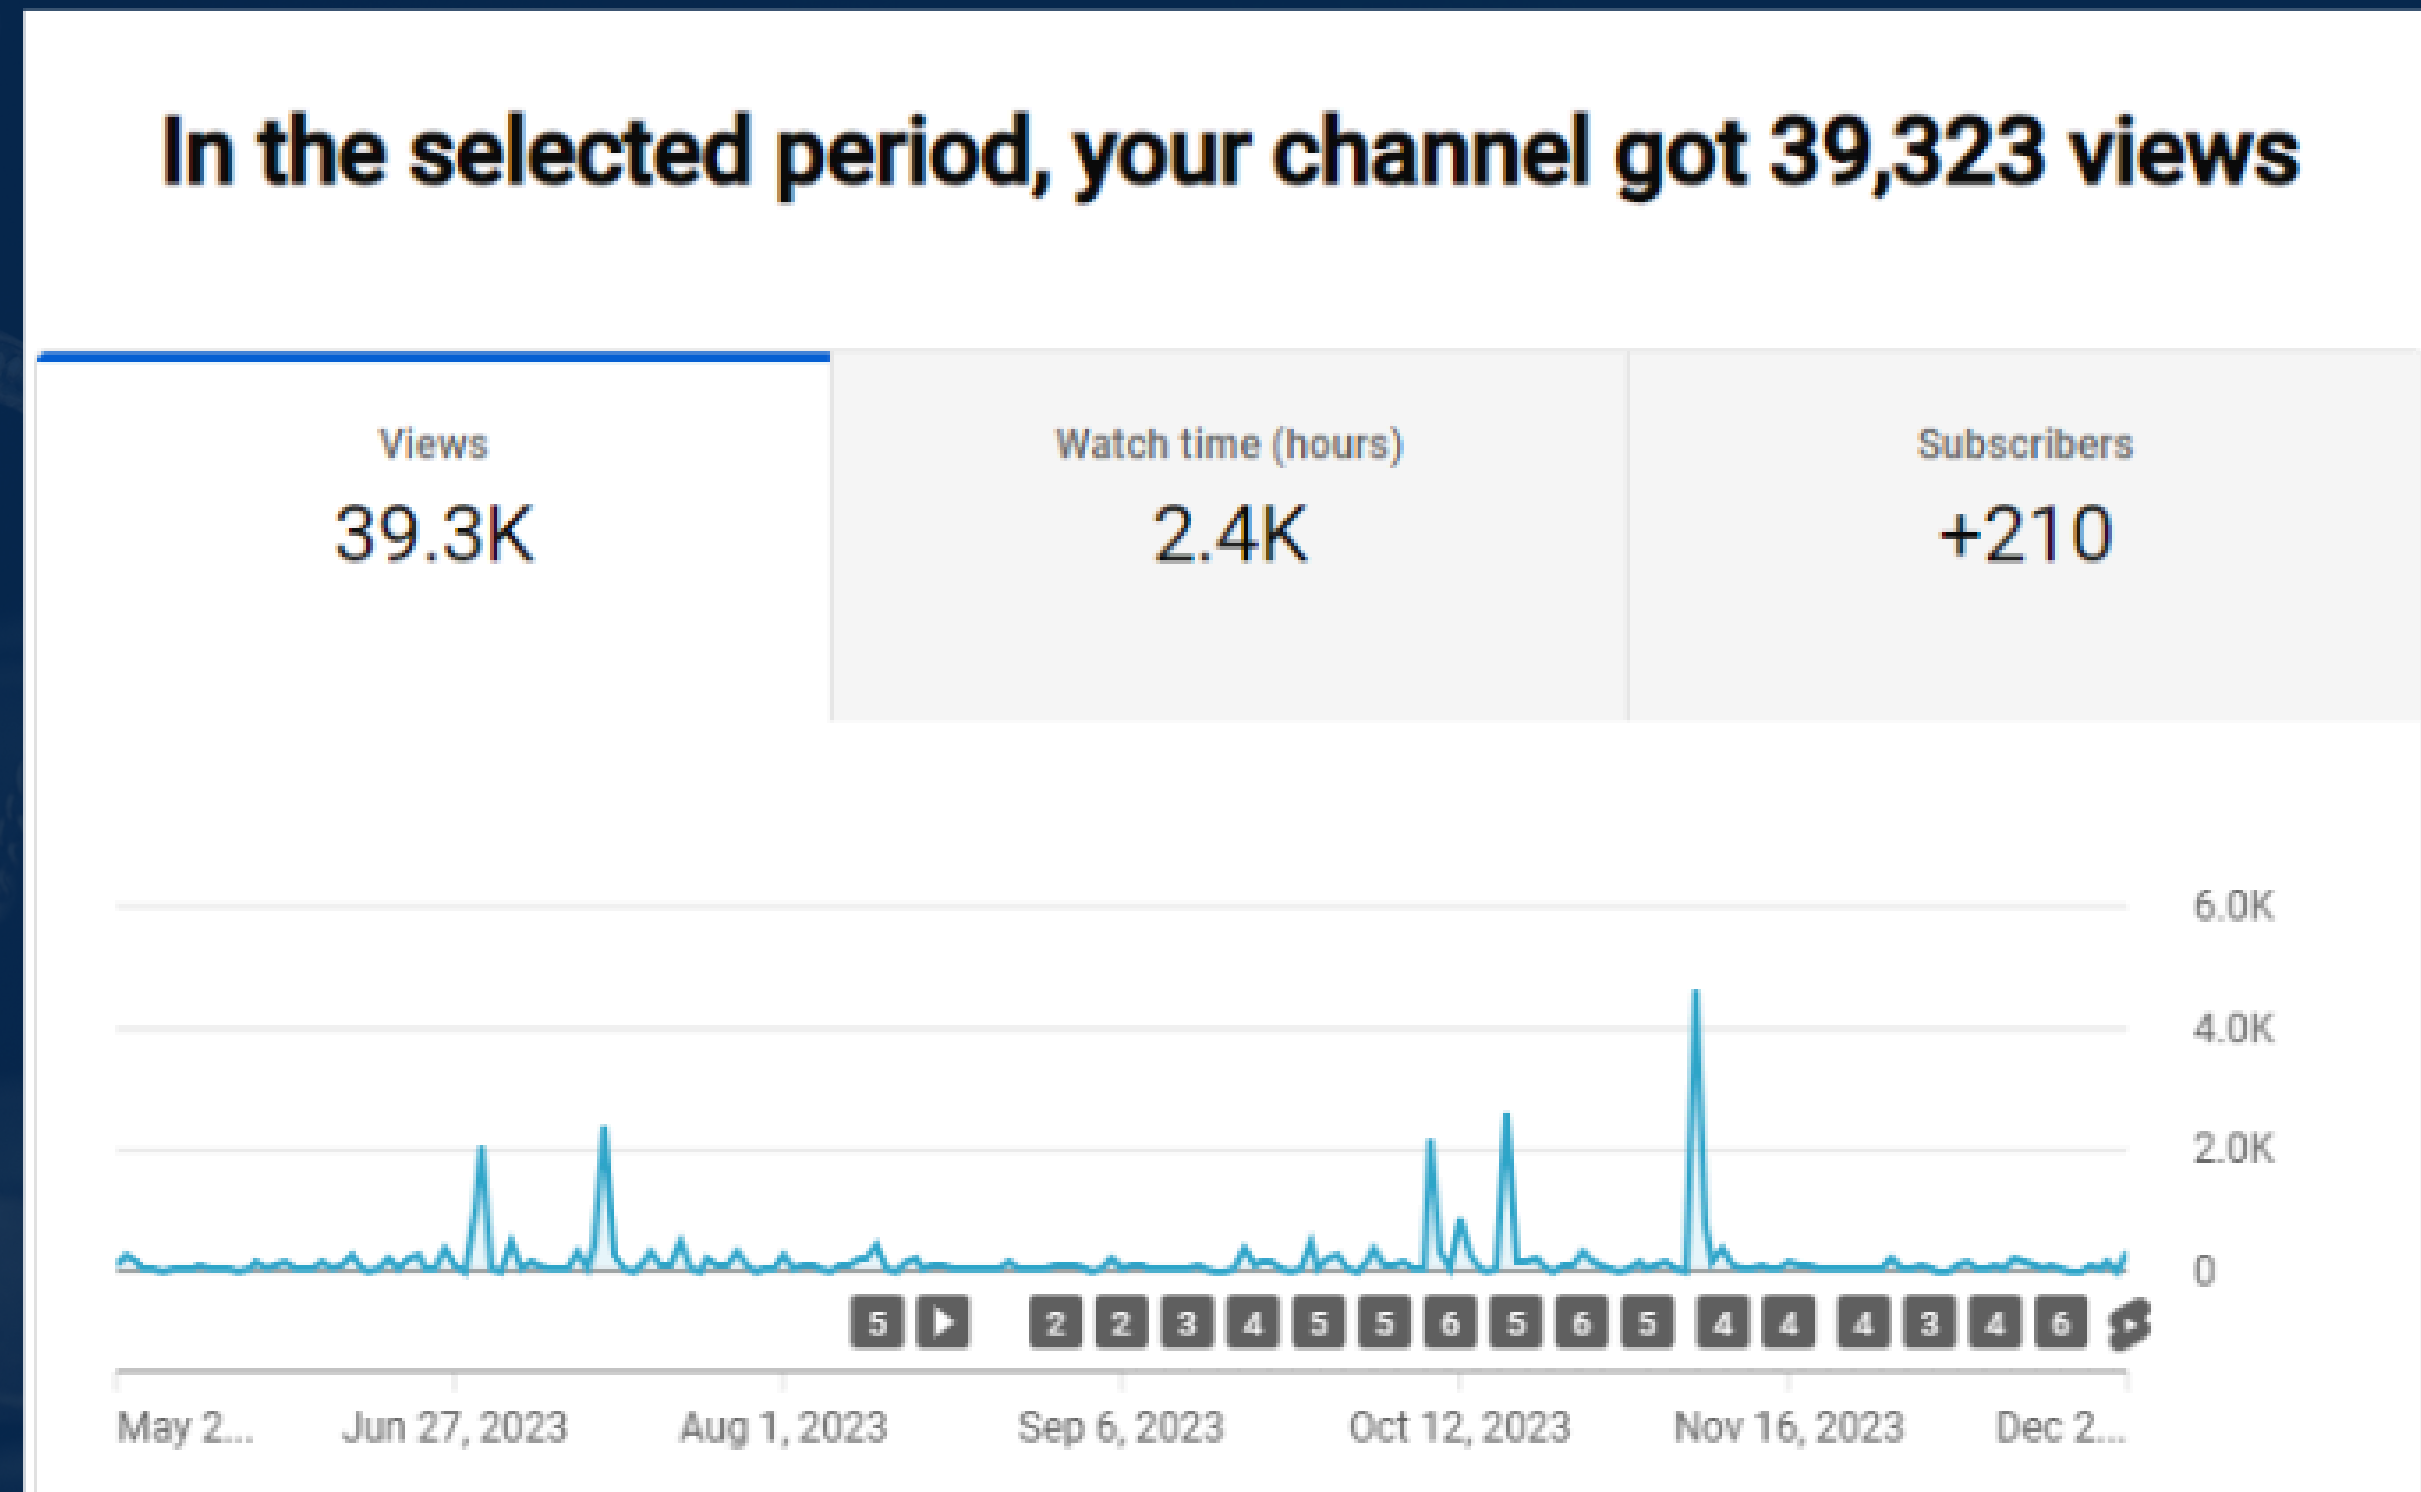 In the selected period, your channel got 39,323 views
Views
39.3K
Watch time (hours)
2.4K
Subscribers
+210
6.0K
4.0K
2.0K
0
5 2 2 3 4 5 5 6 5 6 5 4 4 4 3 4 6
May 2... Jun 27, 2023 Aug 1, 2023 Sep 6, 2023 Oct 12, 2023 Nov 16, 2023 Dec 2...